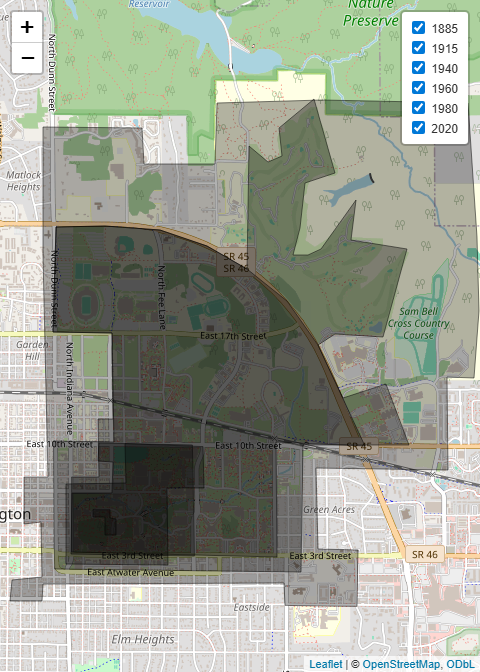 Reservoir
Nature
Preserve
+
−
1885
1915
1940
1960
1980
2020
North Dunn Street
Matlock
Heights
SR 45
SR 46
North Dunn Street
North Fee Lane
Sam Bell
Cross Country
Course
East 17th Street
Garden
Hill
North Indiana Avenue
East 10th Street
East 10th Street
SR 45
ngton
Green Acres
East 3rd Street
East 3rd Street
SR 46
East Atwater Avenue
Eastside
Elm Heights
Leaflet | © OpenStreetMap, ODbL